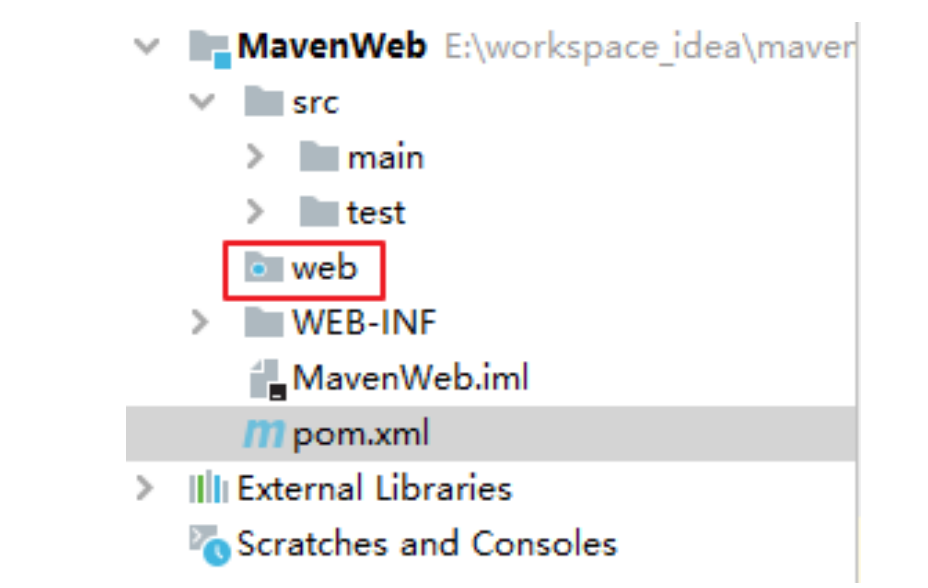 MavenWeb E:\workspace_idea\maven
src
main
test
web
WEB-INF
MavenWeb.iml
pom.xml
External Libraries
Scratches and Consoles